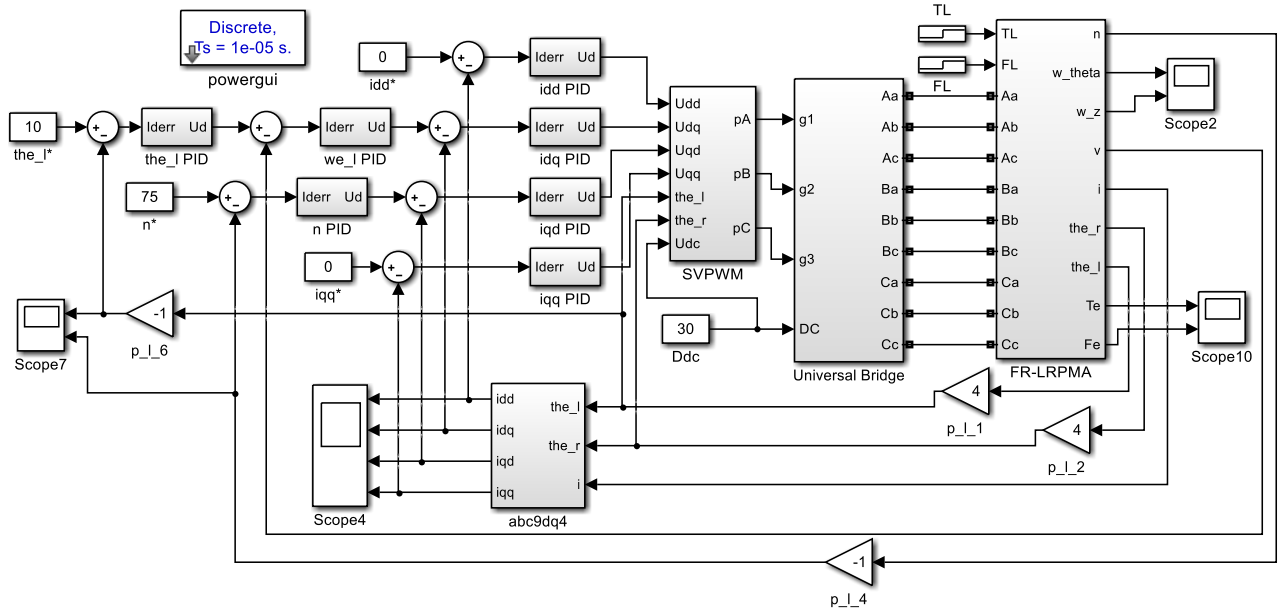 Discrete,
Ts = 1e-05 s.
powergui
0
idd*
+
−
Iderr Ud
idd PID
10
the_l*
+
−
Iderr Ud
the_l PID
+
−
Iderr Ud
we_l PID
+
−
Iderr Ud
idq PID
75
n*
+
−
Iderr Ud
n PID
+
−
Iderr Ud
iqd PID
0
iqq*
+
−
Iderr Ud
iqq PID
Udd
Udq
Uqd
Uqq
the_l
the_r
Udc
pA
pB
pC
SVPWM
30
Ddc
g1
g2
g3
DC
Aa
Ab
Ac
Ba
Bb
Bc
Ca
Cb
Cc
Universal Bridge
TL
FL
TL
FL
Aa
Ab
Ac
Ba
Bb
Bc
Ca
Cb
Cc
n
w_theta
w_z
v
i
the_r
the_l
Te
Fe
FR-LRPMA
Scope2
Scope10
Scope7
-1
p_l_6
4
p_l_1
4
p_l_2
Scope4
idd
idq
iqd
iqq
the_l
the_r
i
abc9dq4
-1
p_l_4